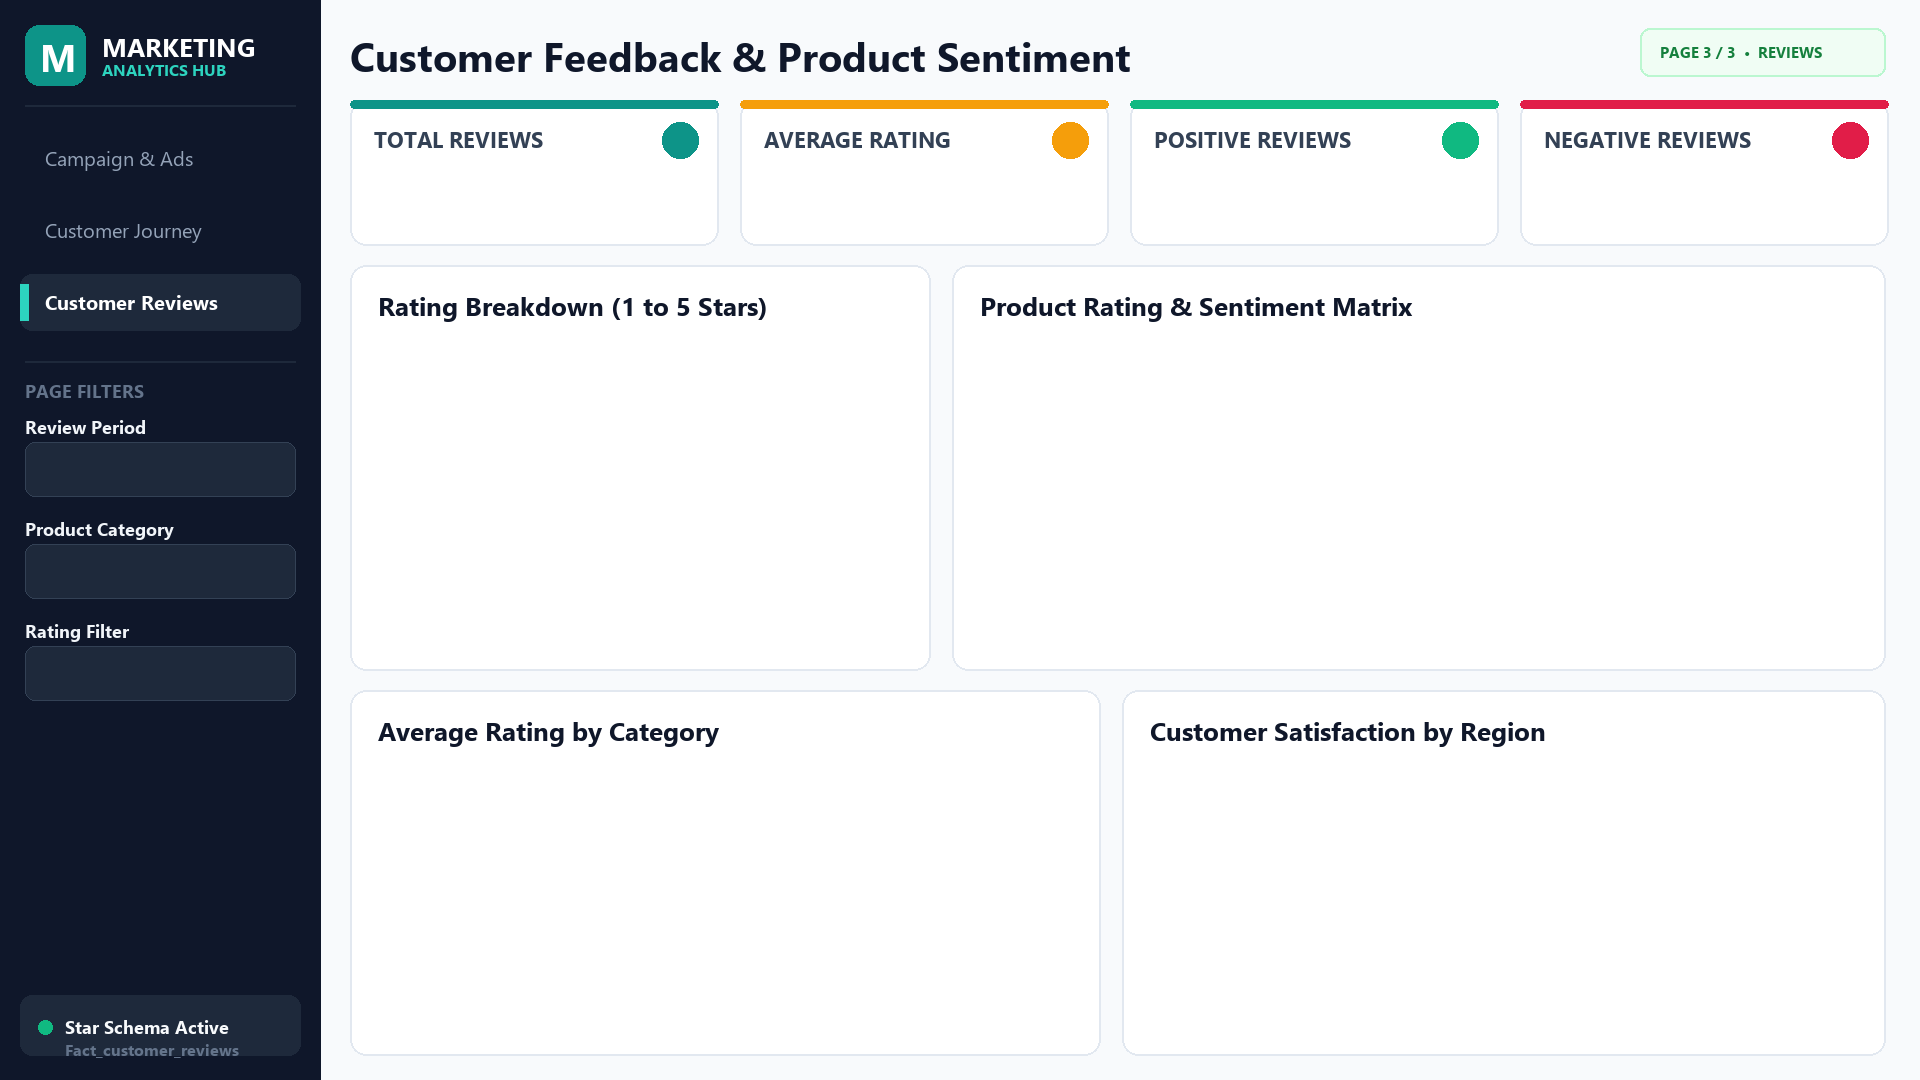 M
MARKETING
ANALYTICS HUB
Campaign & Ads
Customer Journey
Customer Reviews
PAGE FILTERS
Review Period
Product Category
Rating Filter
Star Schema Active
Fact_customer_reviews
Customer Feedback & Product Sentiment
PAGE 3 / 3 • REVIEWS
TOTAL REVIEWS
AVERAGE RATING
POSITIVE REVIEWS
NEGATIVE REVIEWS
Rating Breakdown (1 to 5 Stars)
Product Rating & Sentiment Matrix
Average Rating by Category
Customer Satisfaction by Region